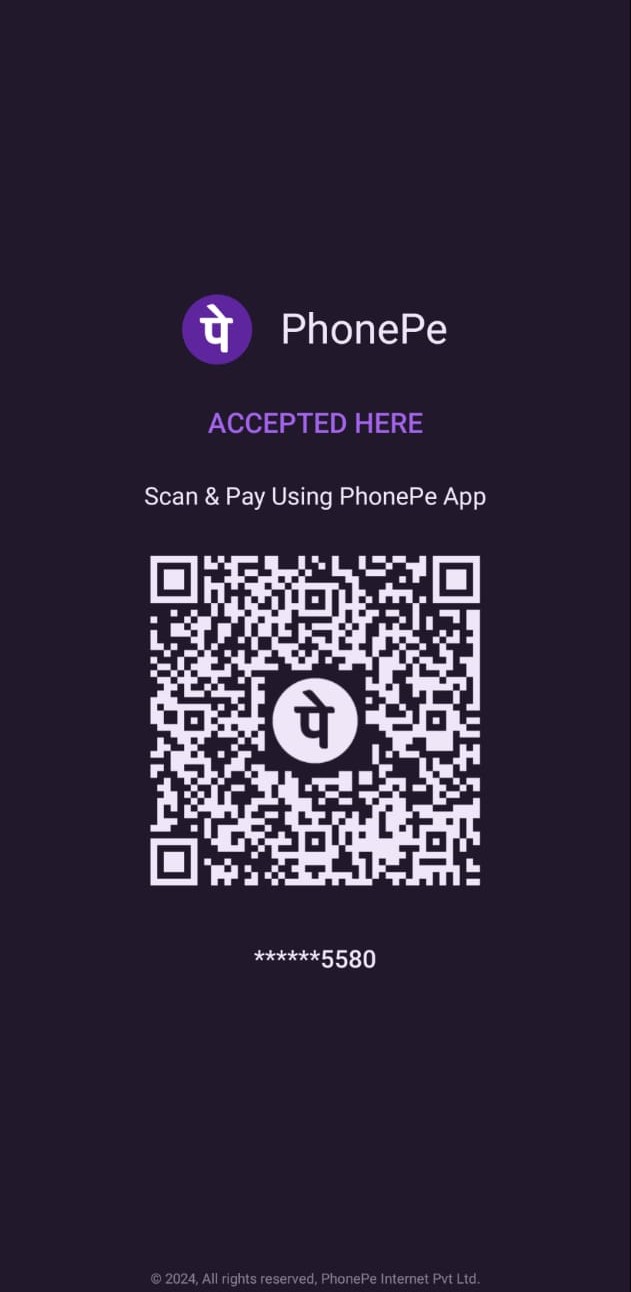 पे PhonePe
ACCEPTED HERE
Scan & Pay Using PhonePe App
पे
******5580
© 2024, All rights reserved, PhonePe Internet Pvt Ltd.